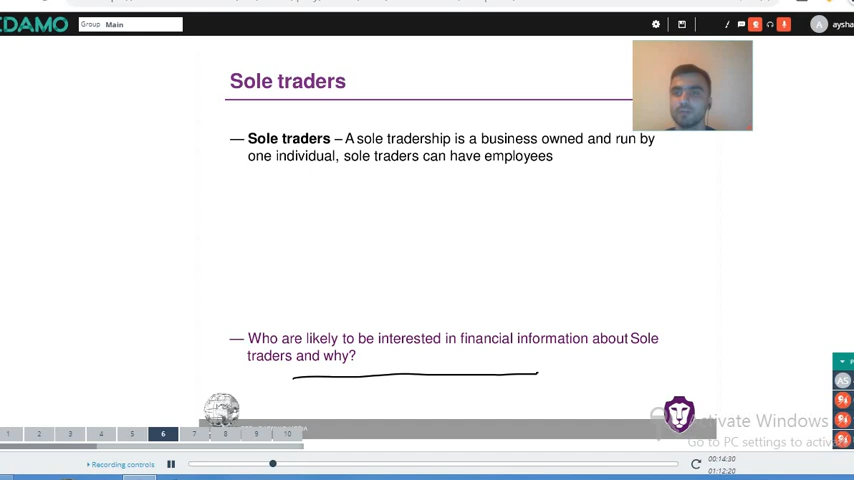 EDAMO
Group Main
aysha
Sole traders
— Sole traders – A sole tradership is a business owned and run by
one individual, sole traders can have employees
— Who are likely to be interested in financial information about Sole
traders and why?
Activate Windows
Go to PC settings to activ
AS
1 2 3 4 5 6 7 8 9 10
Recording controls
00:14:30
01:12:20